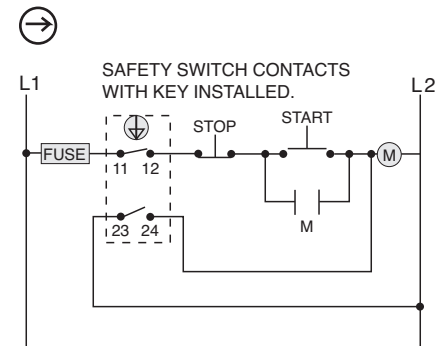 SAFETY SWITCH CONTACTS
WITH KEY INSTALLED.
L1
L2
STOP
START
FUSE
M
11 12
M
23 24